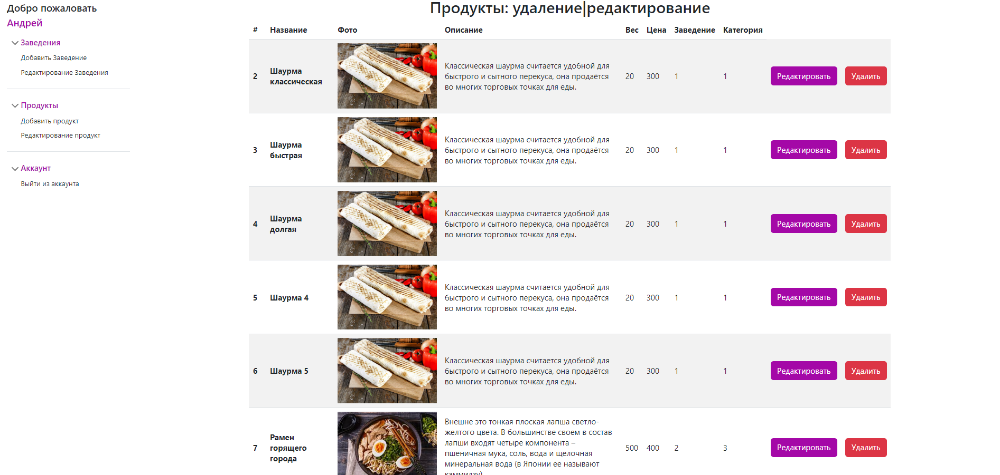 Добро пожаловать
Андрей
Заведения
Добавить Заведение
Редактирование Заведения
Продукты
Добавить продукт
Редактирование продукт
Аккаунт
Выйти из аккаунта
Продукты: удаление|редактирование
# Название Фото Описание Вес Цена Заведение Категория
2
Шаурма
классическая
Классическая шаурма считается удобной для
быстрого и сытного перекуса, она продаётся
во многих торговых точках для еды.
20 300 1 1 Редактировать Удалить
3
Шаурма
быстрая
Классическая шаурма считается удобной для
быстрого и сытного перекуса, она продаётся
во многих торговых точках для еды.
20 300 1 1 Редактировать Удалить
4
Шаурма
долгая
Классическая шаурма считается удобной для
быстрого и сытного перекуса, она продаётся
во многих торговых точках для еды.
20 300 1 1 Редактировать Удалить
5
Шаурма 4
Классическая шаурма считается удобной для
быстрого и сытного перекуса, она продаётся
во многих торговых точках для еды.
20 300 1 1 Редактировать Удалить
6
Шаурма 5
Классическая шаурма считается удобной для
быстрого и сытного перекуса, она продаётся
во многих торговых точках для еды.
20 300 1 1 Редактировать Удалить
7
Рамен
горящего
города
Внешне это тонкая плоская лапша светло-
желтого цвета. В большинстве своем в состав
лапши входят четыре компонента –
пшеничная мука, соль, вода и щелочная
минеральная вода (в Японии ее называют
500 400 2 3 Редактировать Удалить